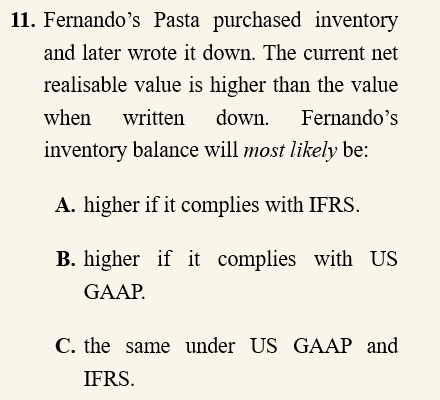 11. Fernando’s Pasta purchased inventory
and later wrote it down. The current net
realisable value is higher than the value
when written down. Fernando’s
inventory balance will most likely be:
A. higher if it complies with IFRS.
B. higher if it complies with US
GAAP.
C. the same under US GAAP and
IFRS.